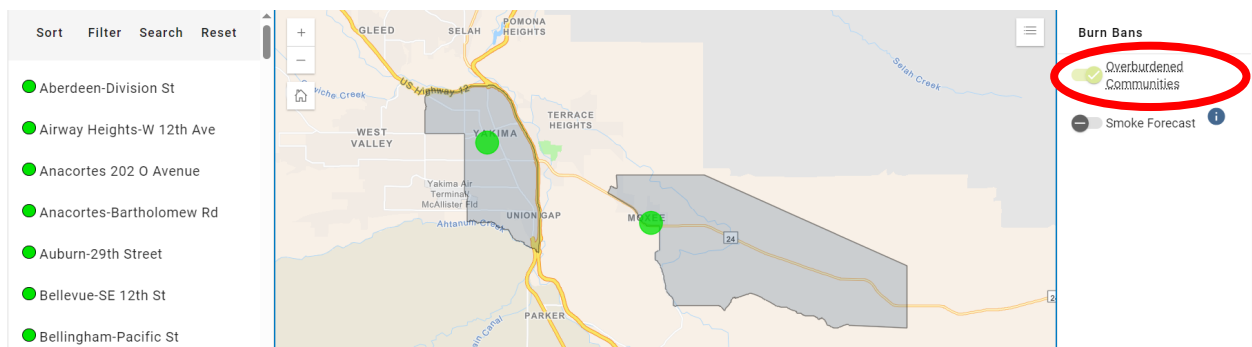 Sort Filter Search Reset
Aberdeen-Division St
Airway Heights-W 12th Ave
Anacortes 202 O Avenue
Anacortes-Bartholomew Rd
Auburn-29th Street
Bellevue-SE 12th St
Bellingham-Pacific St
GLEED
SELAH
POMONA
HEIGHTS
US Highway 12
WEST
VALLEY
YAKIMA
TERRACE
HEIGHTS
Selah Creek
Yakima Air
Terminal/
McAllister Fld
Ahtanum Creek
UNION GAP
MOXEE
24
PARKER
Canal
Burn Bans
Overburdened
Communities
Smoke Forecast